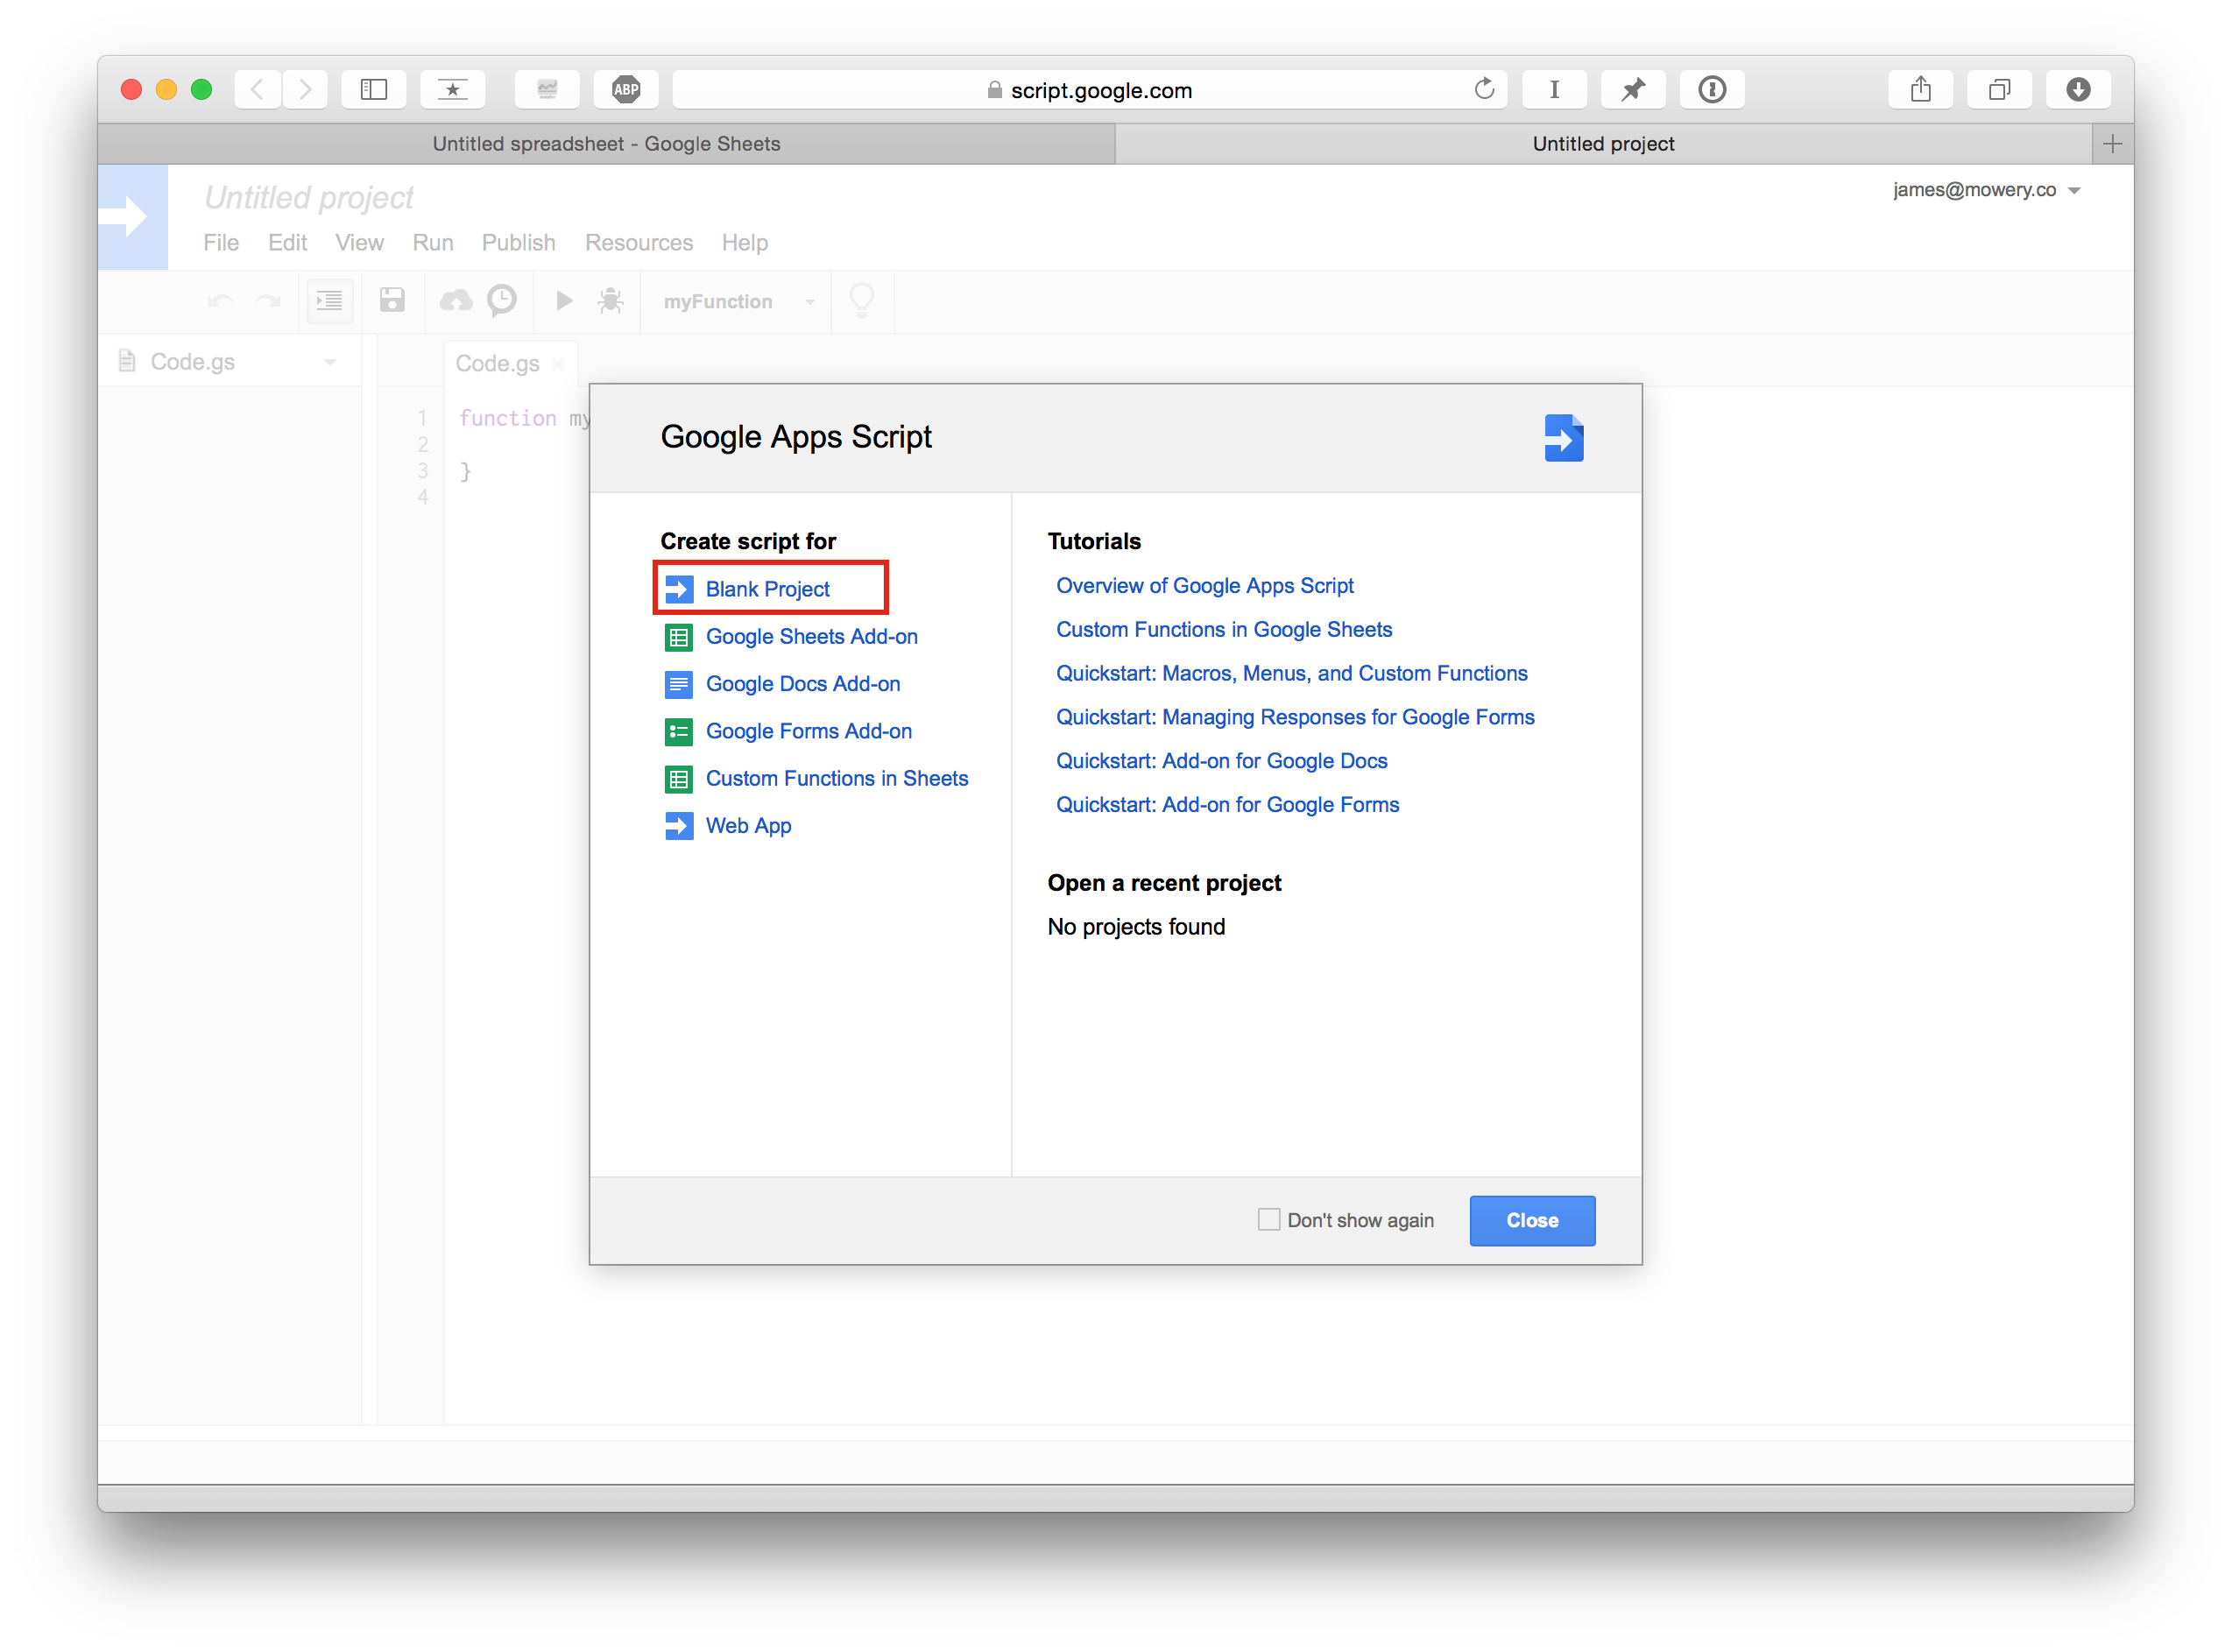 ABP
script.google.com
Untitled spreadsheet - Google Sheets
Untitled project
Untitled project
james@mowery.co
File Edit View Run Publish Resources Help
myFunction
Code.gs
Code.gs
1 function my
2
3 }
4
Google Apps Script
Create script for
Blank Project
Google Sheets Add-on
Google Docs Add-on
Google Forms Add-on
Custom Functions in Sheets
Web App
Tutorials
Overview of Google Apps Script
Custom Functions in Google Sheets
Quickstart: Macros, Menus, and Custom Functions
Quickstart: Managing Responses for Google Forms
Quickstart: Add-on for Google Docs
Quickstart: Add-on for Google Forms
Open a recent project
No projects found
Don't show again
Close